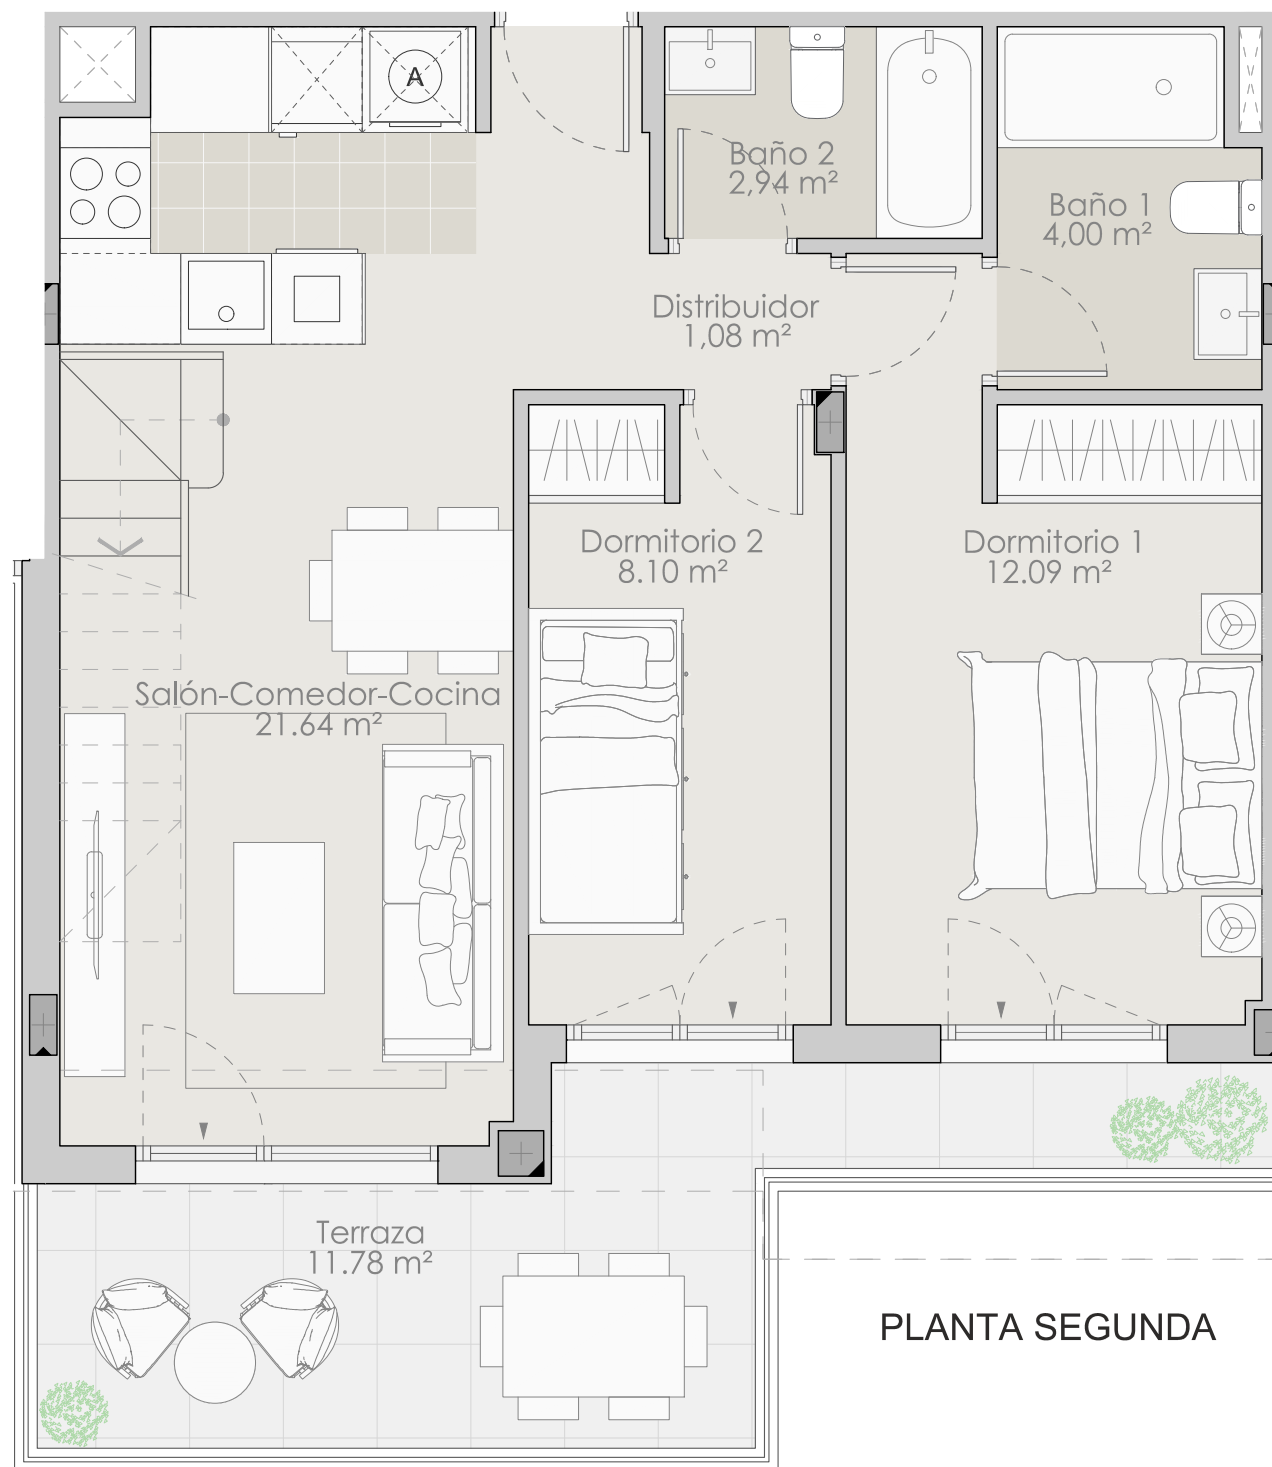 A
Baño 2
2,94 m²
Baño 1
4,00 m²
Distribuidor
1,08 m²
Dormitorio 2
8.10 m²
Dormitorio 1
12.09 m²
Salón-Comedor-Cocina
21.64 m²
Terraza
11.78 m²
PLANTA SEGUNDA